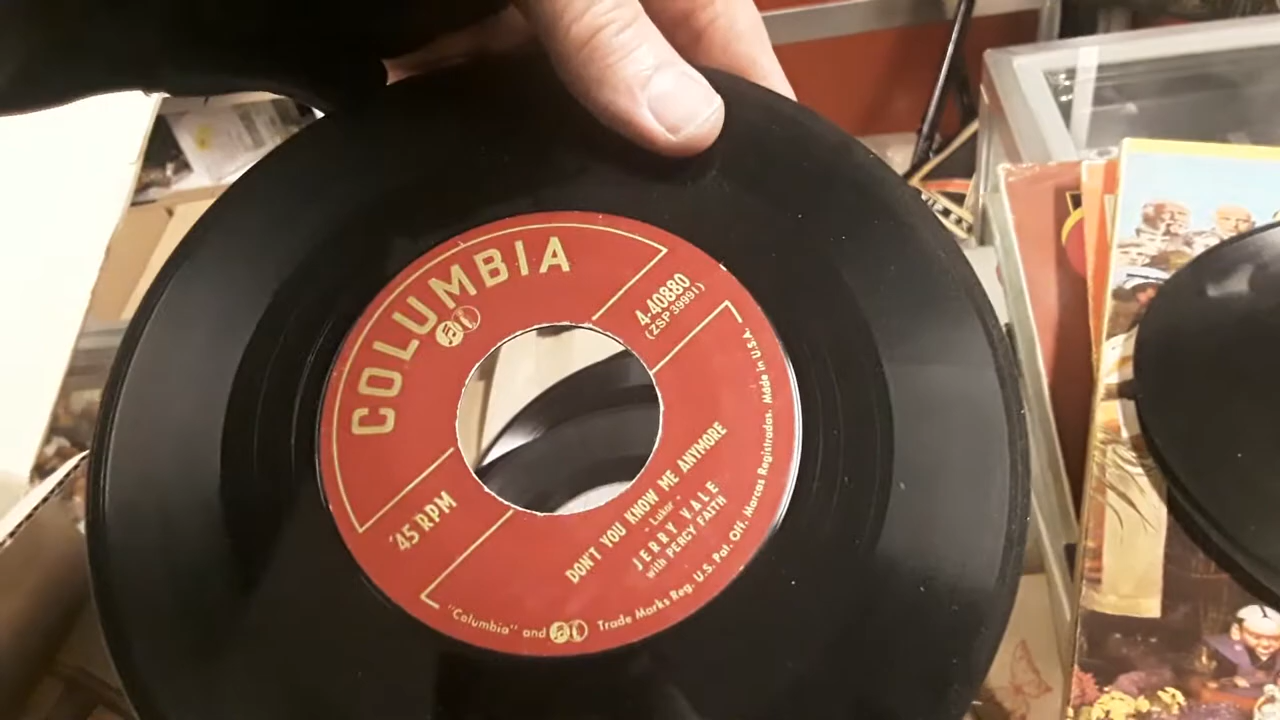 COLUMBIA
4-40880
(ZSP 39991)
45 RPM
DON'T YOU KNOW ME ANYMORE
- Lukor -
JERRY VALE
with PERCY FAITH
"Columbia" and Trade Marks Reg. U.S. Pat. Off. Marcas Registradas. Made in U.S.A.